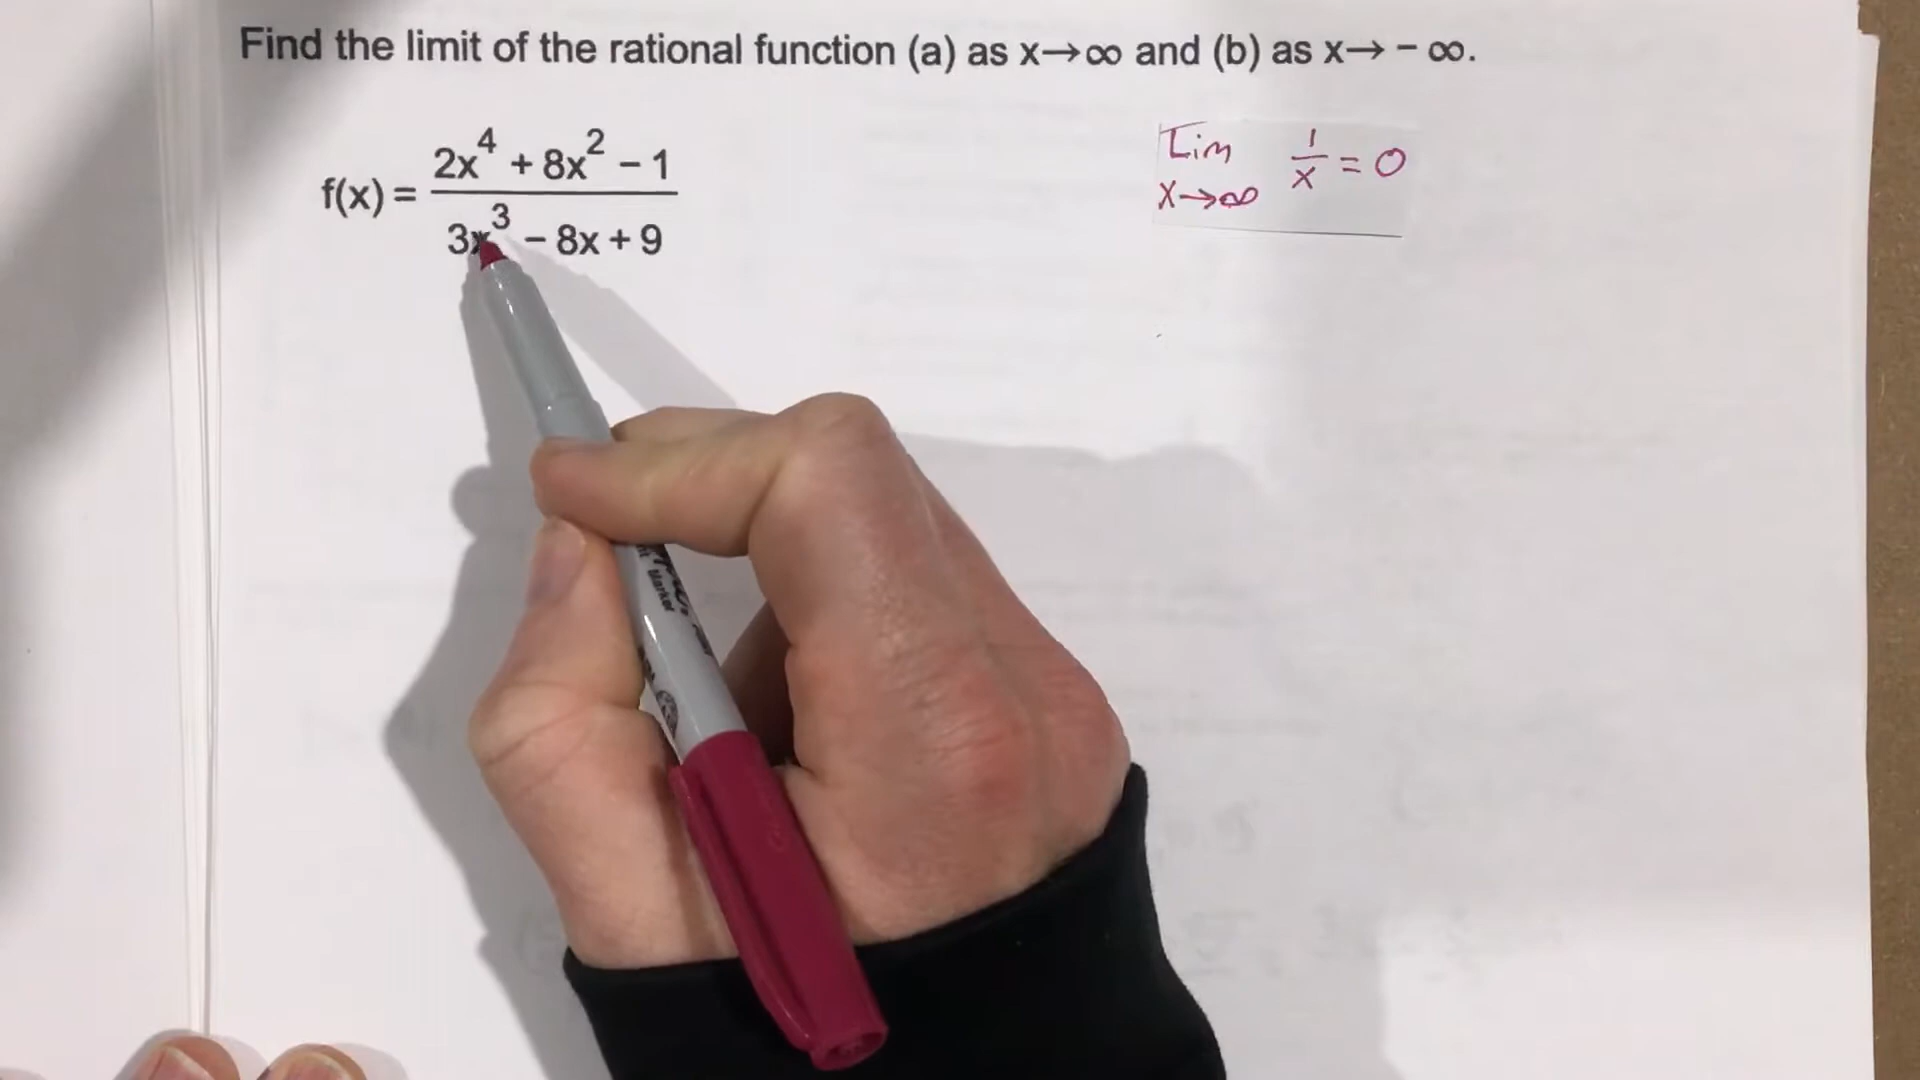 Find the limit of the rational function (a) as x→∞ and (b) as x→ − ∞.
f(x) = (2x⁴ + 8x² − 1) / (3x³ − 8x + 9)
Lim x→∞ 1/x = 0
Marker